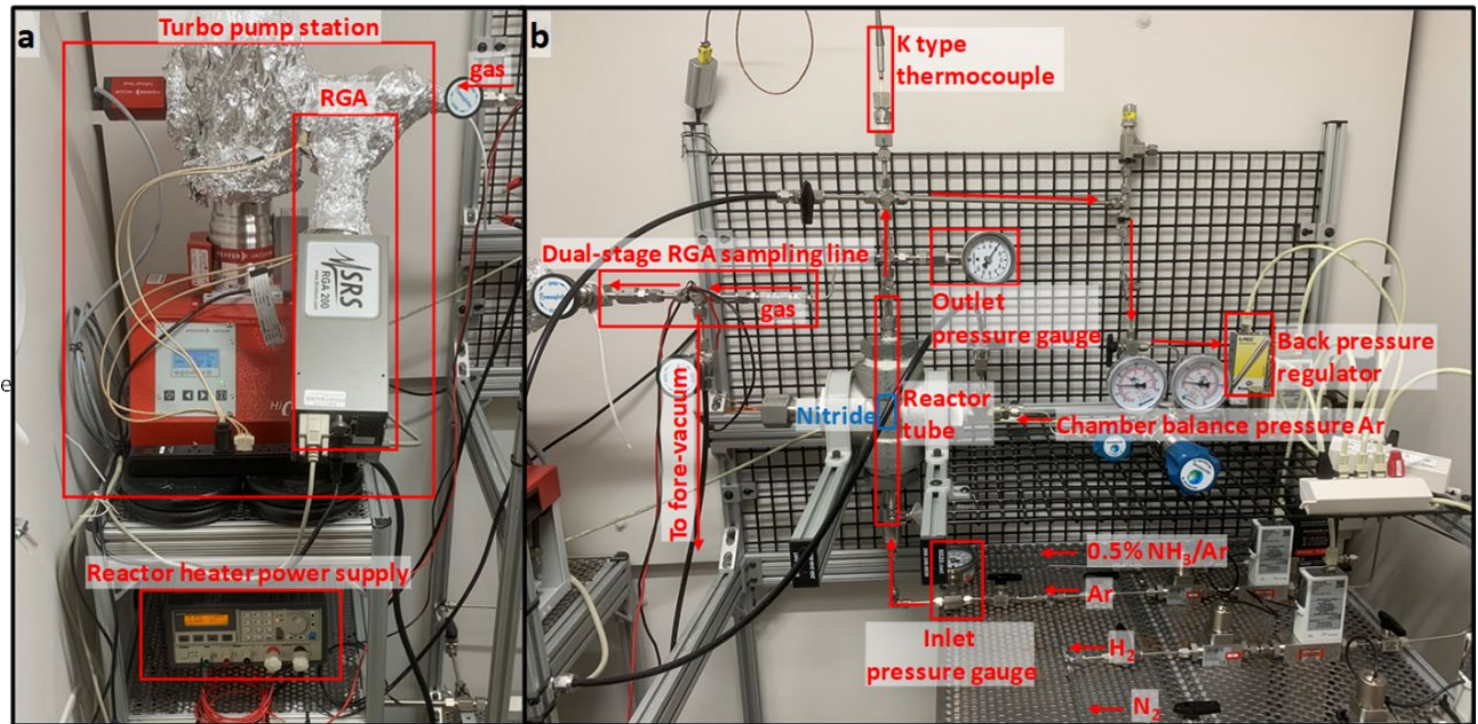 e
a
Turbo pump station
RGA
gas
SRS
RGA 200
Reactor heater power supply
b
K type
thermocouple
Dual-stage RGA sampling line
gas
Outlet
pressure gauge
Back pressure
regulator
To fore-vacuum
Nitride
Reactor
tube
Chamber balance pressure Ar
0.5% NH₃/Ar
Ar
Inlet
pressure gauge
H₂
N₂